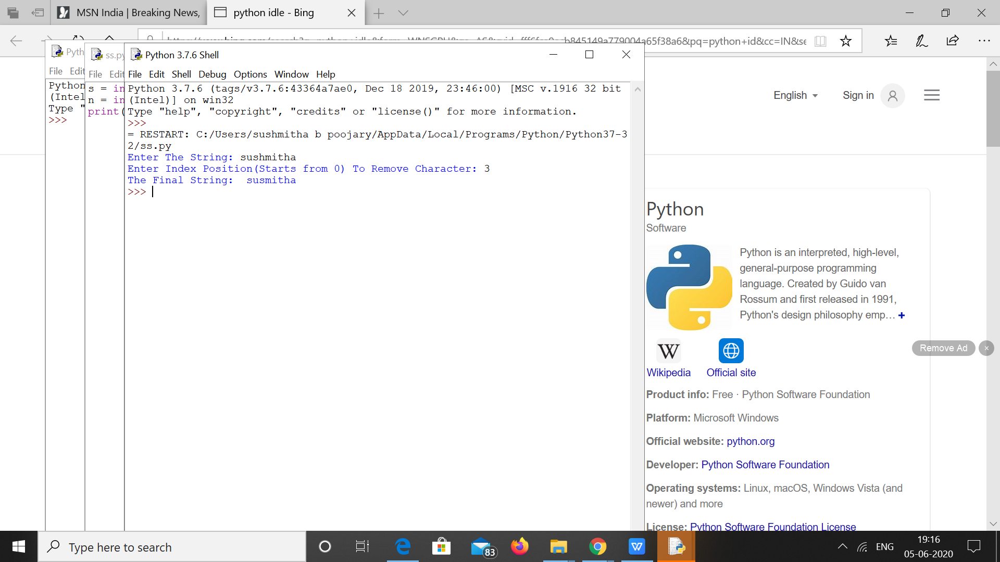 MSN India | Breaking News,
python idle - Bing
Python 3.7.6 Shell
ss.py
File Edit
File Edit
File Edit Shell Debug Options Window Help
Python
(Intel
Type "
>>>
s = in
n = in
print(
Python 3.7.6 (tags/v3.7.6:43364a7ae0, Dec 18 2019, 23:46:00) [MSC v.1916 32 bit
(Intel)] on win32
Type "help", "copyright", "credits" or "license()" for more information.
>>>
= RESTART: C:/Users/sushmitha b poojary/AppData/Local/Programs/Python/Python37-3
2/ss.py
Enter The String: sushmitha
Enter Index Position(Starts from 0) To Remove Character: 3
The Final String:  susmitha
>>>
English
Sign in
Python
Software
Python is an interpreted, high-level,
general-purpose programming
language. Created by Guido van
Rossum and first released in 1991,
Python's design philosophy emp… +
Remove Ad ×
W
Wikipedia Official site
Product info: Free · Python Software Foundation
Platform: Microsoft Windows
Official website: python.org
Developer: Python Software Foundation
Operating systems: Linux, macOS, Windows Vista (and
newer) and more
License: Python Software Foundation License
Type here to search
83
W
ENG
19:16
05-06-2020